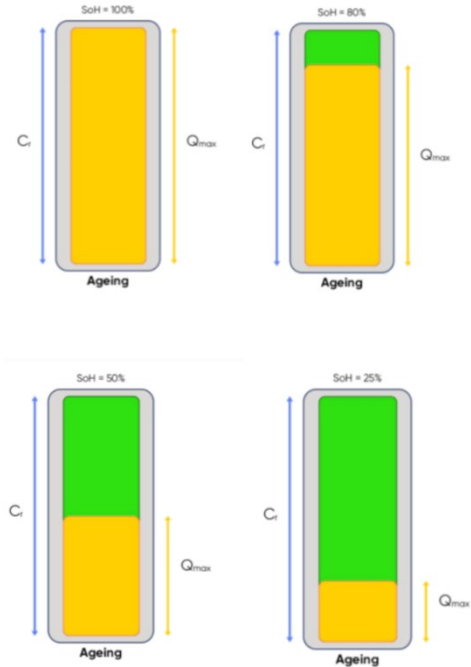 SoH = 100%
Cr
Qmax
Ageing
SoH = 80%
Cr
Qmax
Ageing
SoH = 50%
Cr
Qmax
Ageing
SoH = 25%
Cr
Qmax
Ageing